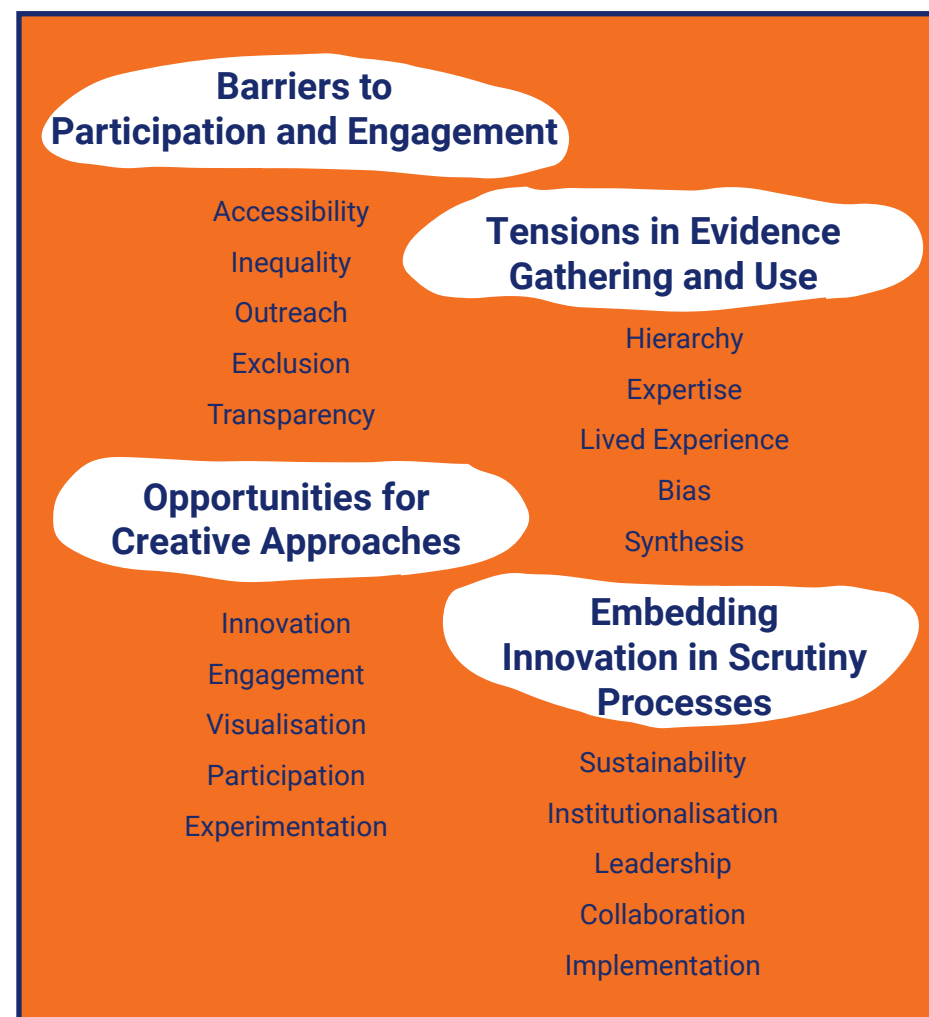 Barriers to
Participation and Engagement
Accessibility
Inequality
Outreach
Exclusion
Transparency
Tensions in Evidence
Gathering and Use
Hierarchy
Expertise
Lived Experience
Bias
Synthesis
Opportunities for
Creative Approaches
Innovation
Engagement
Visualisation
Participation
Experimentation
Embedding
Innovation in Scrutiny
Processes
Sustainability
Institutionalisation
Leadership
Collaboration
Implementation